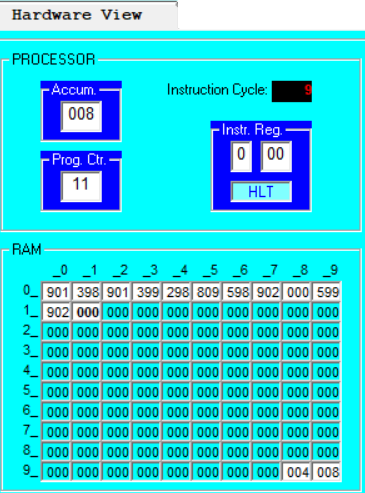 Hardware View
PROCESSOR
Accum.
008
Instruction Cycle: 9
Prog. Ctr.
11
Instr. Reg.
0 00
HLT
RAM
_0 _1 _2 _3 _4 _5 _6 _7 _8 _9
0_ 901 398 901 399 298 809 598 902 000 599
1_ 902 000 000 000 000 000 000 000 000 000
2_ 000 000 000 000 000 000 000 000 000 000
3_ 000 000 000 000 000 000 000 000 000 000
4_ 000 000 000 000 000 000 000 000 000 000
5_ 000 000 000 000 000 000 000 000 000 000
6_ 000 000 000 000 000 000 000 000 000 000
7_ 000 000 000 000 000 000 000 000 000 000
8_ 000 000 000 000 000 000 000 000 000 000
9_ 000 000 000 000 000 000 000 000 004 008